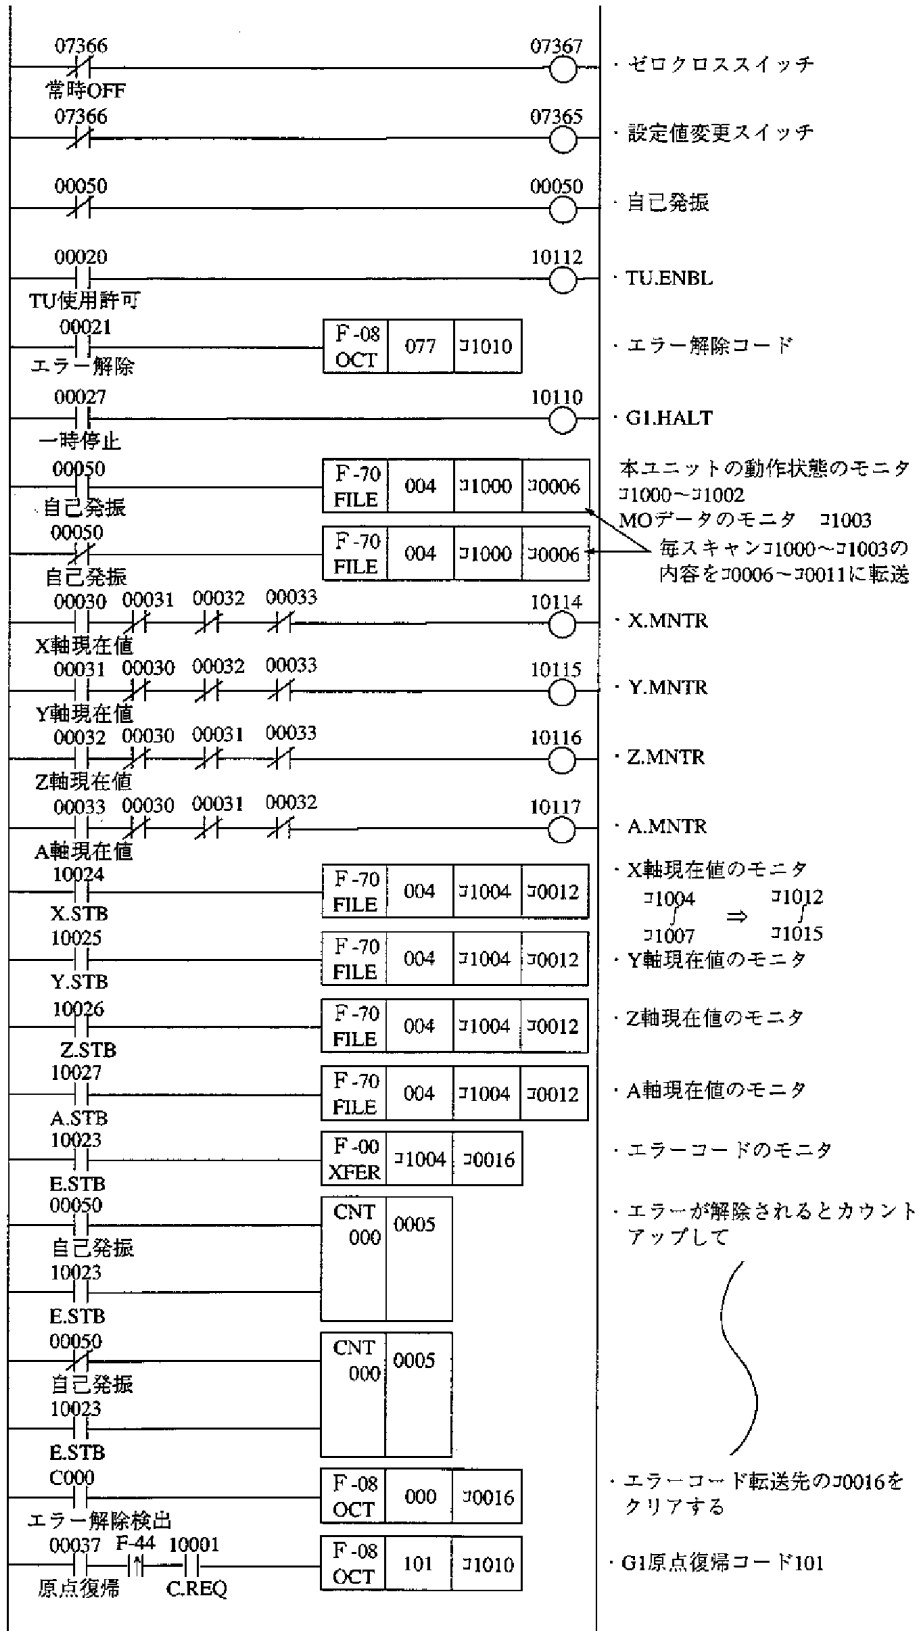 07366 07367 ・ゼロクロススイッチ
常時OFF
07366 07365 ・設定値変更スイッチ
00050 00050 ・自己発振
00020 10112 ・TU.ENBL
TU使用許可
00021 F-08 OCT 077 コ1010 ・エラー解除コード
エラー解除
00027 10110 ・G1.HALT
一時停止
00050 F-70 FILE 004 コ1000 コ0006 本ユニットの動作状態のモニタ
自己発振 コ1000~コ1002
MOデータのモニタ コ1003
00050 F-70 FILE 004 コ1000 コ0006 毎スキャンコ1000~コ1003の
自己発振 内容をコ0006~コ0011に転送
00030 00031 00032 00033 10114 ・X.MNTR
X軸現在値
00031 00030 00032 00033 10115 ・Y.MNTR
Y軸現在値
00032 00030 00031 00033 10116 ・Z.MNTR
Z軸現在値
00033 00030 00031 00032 10117 ・A.MNTR
A軸現在値
10024 F-70 FILE 004 コ1004 コ0012 ・X軸現在値のモニタ
X.STB コ1004 ∫ コ1007 ⇒ コ1012 ∫ コ1015
10025 F-70 FILE 004 コ1004 コ0012 ・Y軸現在値のモニタ
Y.STB
10026 F-70 FILE 004 コ1004 コ0012 ・Z軸現在値のモニタ
Z.STB
10027 F-70 FILE 004 コ1004 コ0012 ・A軸現在値のモニタ
A.STB
10023 F-00 XFER コ1004 コ0016 ・エラーコードのモニタ
E.STB
00050 CNT 000 0005 ・エラーが解除されるとカウント
自己発振 アップして
10023
E.STB
00050 CNT 000 0005
自己発振
10023
E.STB
C000 F-08 OCT 000 コ0016 ・エラーコード転送先のコ0016を
エラー解除検出 クリアする
00037 F-44 10001 F-08 OCT 101 コ1010 ・G1原点復帰コード101
原点復帰 ↑ C.REQ